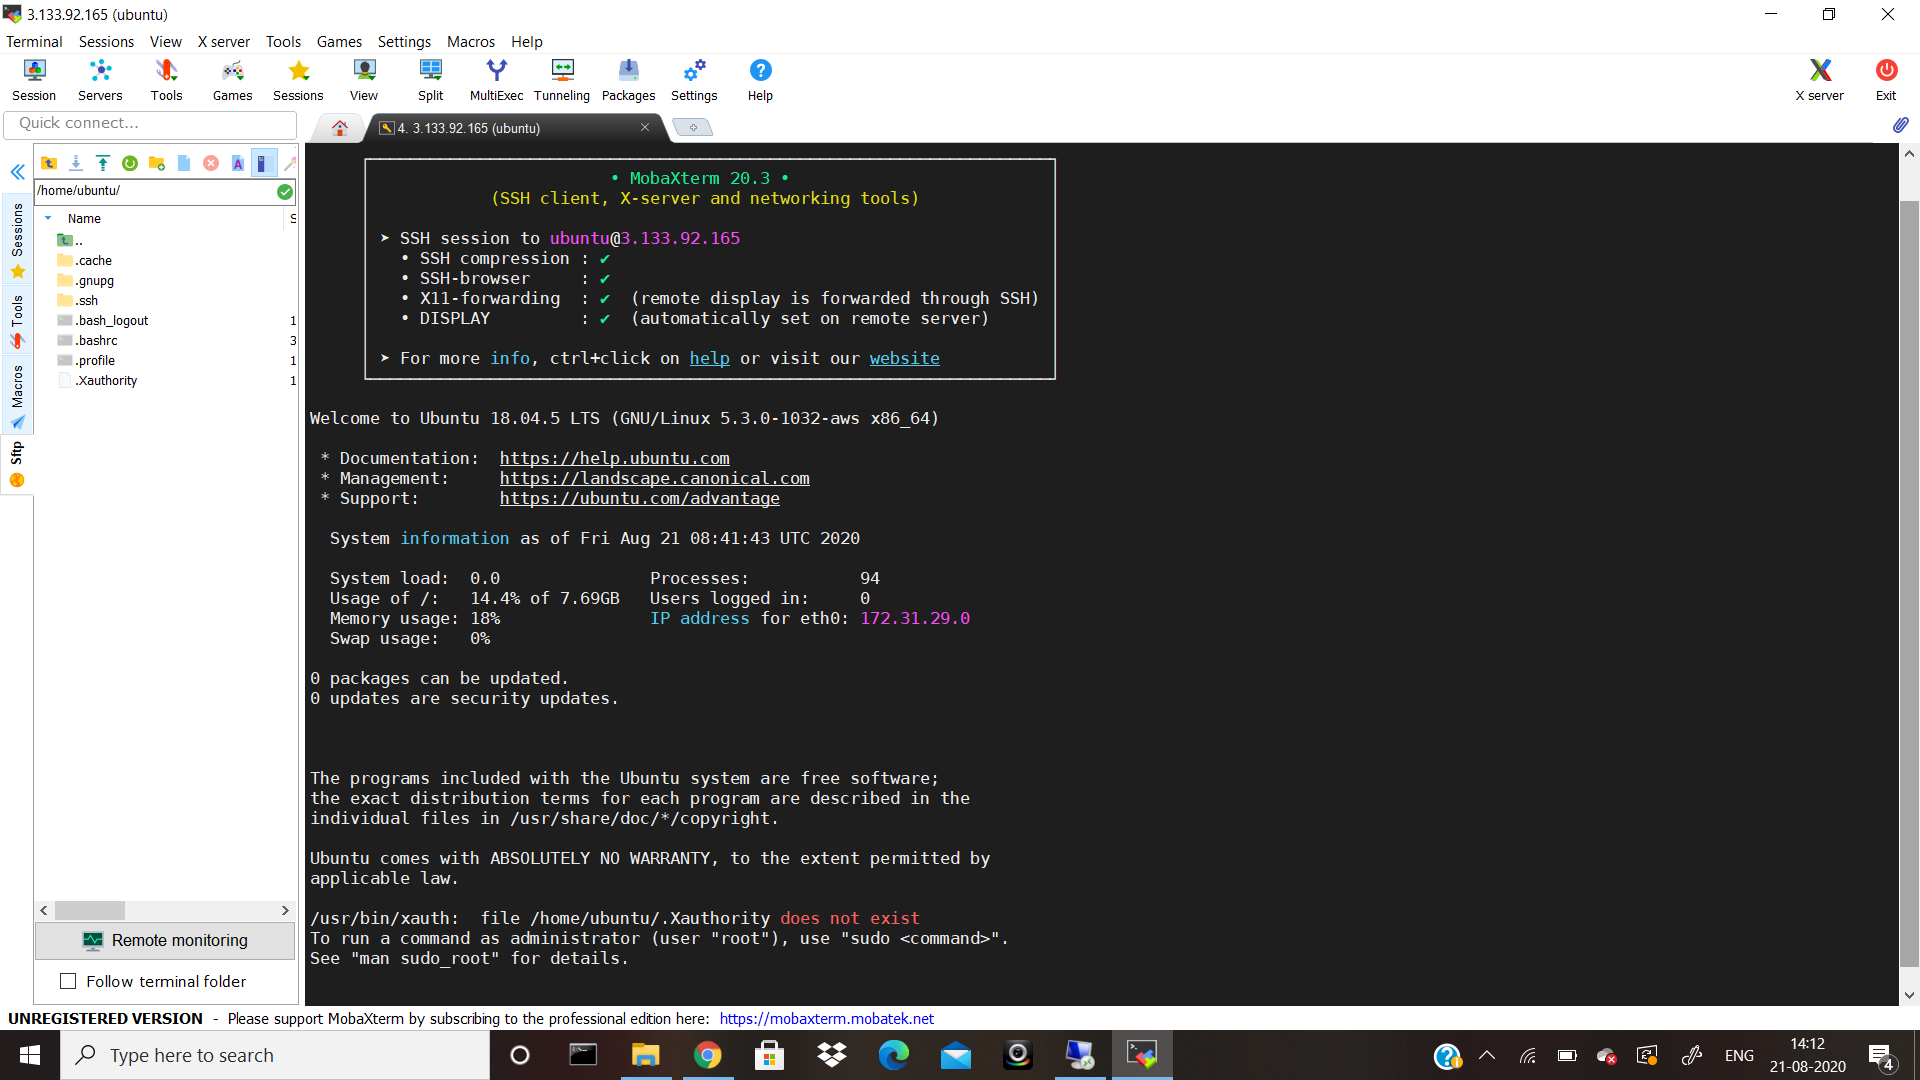 3.133.92.165 (ubuntu)
Terminal Sessions View X server Tools Games Settings Macros Help
Session Servers Tools Games Sessions View Split MultiExec Tunneling Packages Settings Help X server Exit
Quick connect...
4. 3.133.92.165 (ubuntu)
/home/ubuntu/
Name S
..
.cache
.gnupg
.ssh
.bash_logout 1
.bashrc 3
.profile 1
.Xauthority 1
Sessions
Tools
Macros
Sftp
Remote monitoring
Follow terminal folder
• MobaXterm 20.3 •
(SSH client, X-server and networking tools)
➤ SSH session to ubuntu@3.133.92.165
• SSH compression : ✔
• SSH-browser : ✔
• X11-forwarding : ✔ (remote display is forwarded through SSH)
• DISPLAY : ✔ (automatically set on remote server)
➤ For more info, ctrl+click on help or visit our website
Welcome to Ubuntu 18.04.5 LTS (GNU/Linux 5.3.0-1032-aws x86_64)
* Documentation: https://help.ubuntu.com
* Management: https://landscape.canonical.com
* Support: https://ubuntu.com/advantage
System information as of Fri Aug 21 08:41:43 UTC 2020
System load: 0.0 Processes: 94
Usage of /: 14.4% of 7.69GB Users logged in: 0
Memory usage: 18% IP address for eth0: 172.31.29.0
Swap usage: 0%
0 packages can be updated.
0 updates are security updates.
The programs included with the Ubuntu system are free software;
the exact distribution terms for each program are described in the
individual files in /usr/share/doc/*/copyright.
Ubuntu comes with ABSOLUTELY NO WARRANTY, to the extent permitted by
applicable law.
/usr/bin/xauth: file /home/ubuntu/.Xauthority does not exist
To run a command as administrator (user "root"), use "sudo <command>".
See "man sudo_root" for details.
UNREGISTERED VERSION - Please support MobaXterm by subscribing to the professional edition here: https://mobaxterm.mobatek.net
Type here to search
ENG
14:12
21-08-2020
4